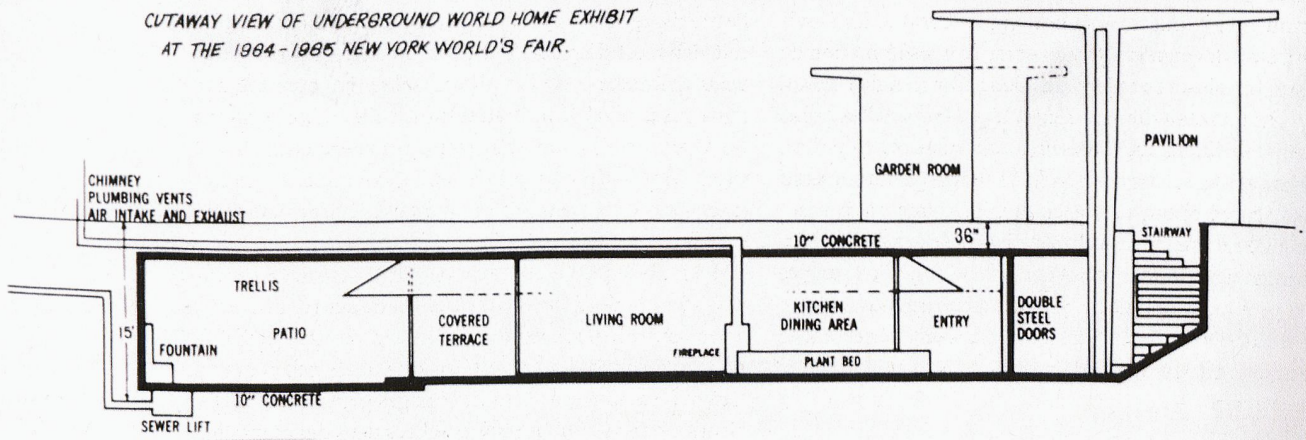 CUTAWAY VIEW OF UNDERGROUND WORLD HOME EXHIBIT
AT THE 1964-1965 NEW YORK WORLD'S FAIR.
PAVILION
GARDEN ROOM
CHIMNEY
PLUMBING VENTS
AIR INTAKE AND EXHAUST
STAIRWAY
10" CONCRETE
36"
TRELLIS
PATIO
COVERED
TERRACE
LIVING ROOM
KITCHEN
DINING AREA
ENTRY
DOUBLE
STEEL
DOORS
15'
FOUNTAIN
FIREPLACE
PLANT BED
10" CONCRETE
SEWER LIFT